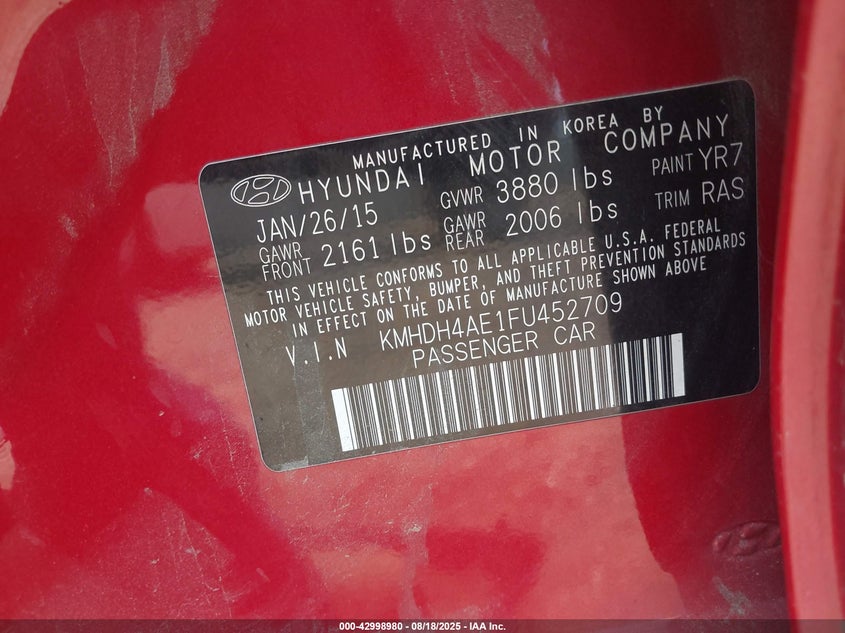 MANUFACTURED IN KOREA BY
HYUNDAI MOTOR COMPANY
JAN/26/15 GVWR 3880 lbs PAINT YR7
GAWR FRONT 2161 lbs GAWR REAR 2006 lbs TRIM RAS
THIS VEHICLE CONFORMS TO ALL APPLICABLE U.S.A. FEDERAL
MOTOR VEHICLE SAFETY, BUMPER, AND THEFT PREVENTION STANDARDS
IN EFFECT ON THE DATE OF MANUFACTURE SHOWN ABOVE
V.I.N KMHDH4AE1FU452709
PASSENGER CAR
000-42998980 - 08/18/2025 - IAA Inc.